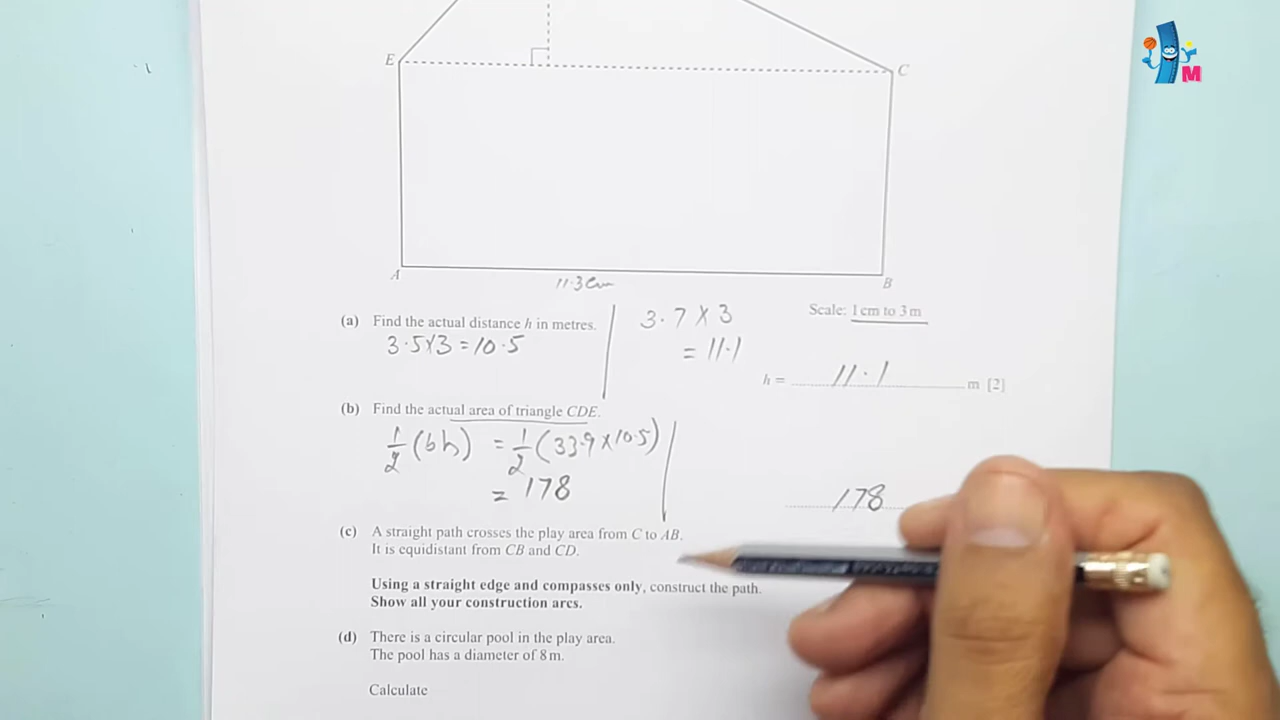 M
E
C
A
B
11.3cm
Scale: 1 cm to 3 m
(a) Find the actual distance h in metres.
3.5x3 = 10.5
3.7 x 3
= 11.1
h = 11.1 m [2]
(b) Find the actual area of triangle CDE.
1/2 (bh) = 1/2 (33.9x10.5)
= 178
178
(c) A straight path crosses the play area from C to AB.
It is equidistant from CB and CD.
Using a straight edge and compasses only, construct the path.
Show all your construction arcs.
(d) There is a circular pool in the play area.
The pool has a diameter of 8 m.
Calculate